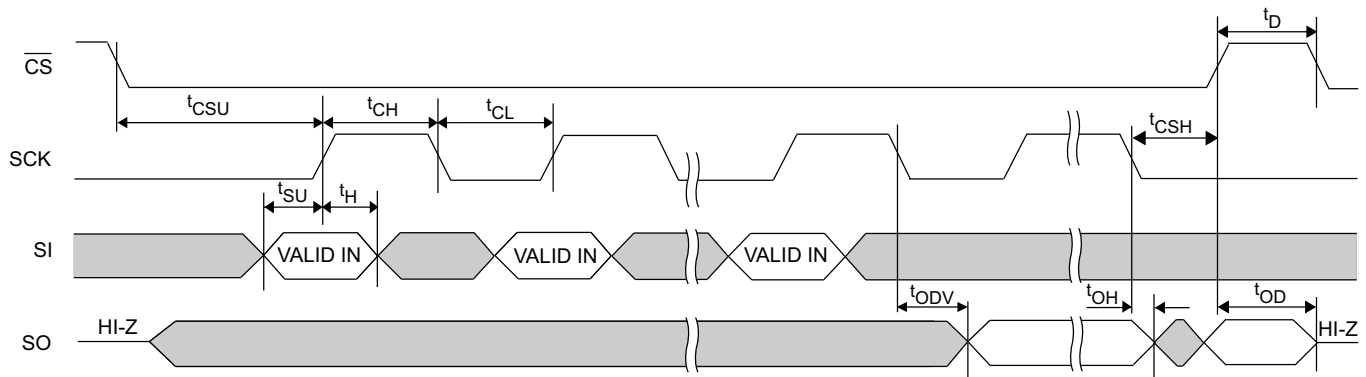 tD
CS
tCSU
tCH
tCL
tCSH
SCK
tSU
tH
SI
VALID IN
VALID IN
VALID IN
tODV
tOH
tOD
HI-Z
HI-Z
SO